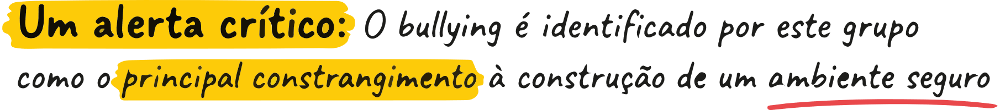 Um alerta crítico: O bullying é identificado por este grupo
como o principal constrangimento à construção de um ambiente seguro